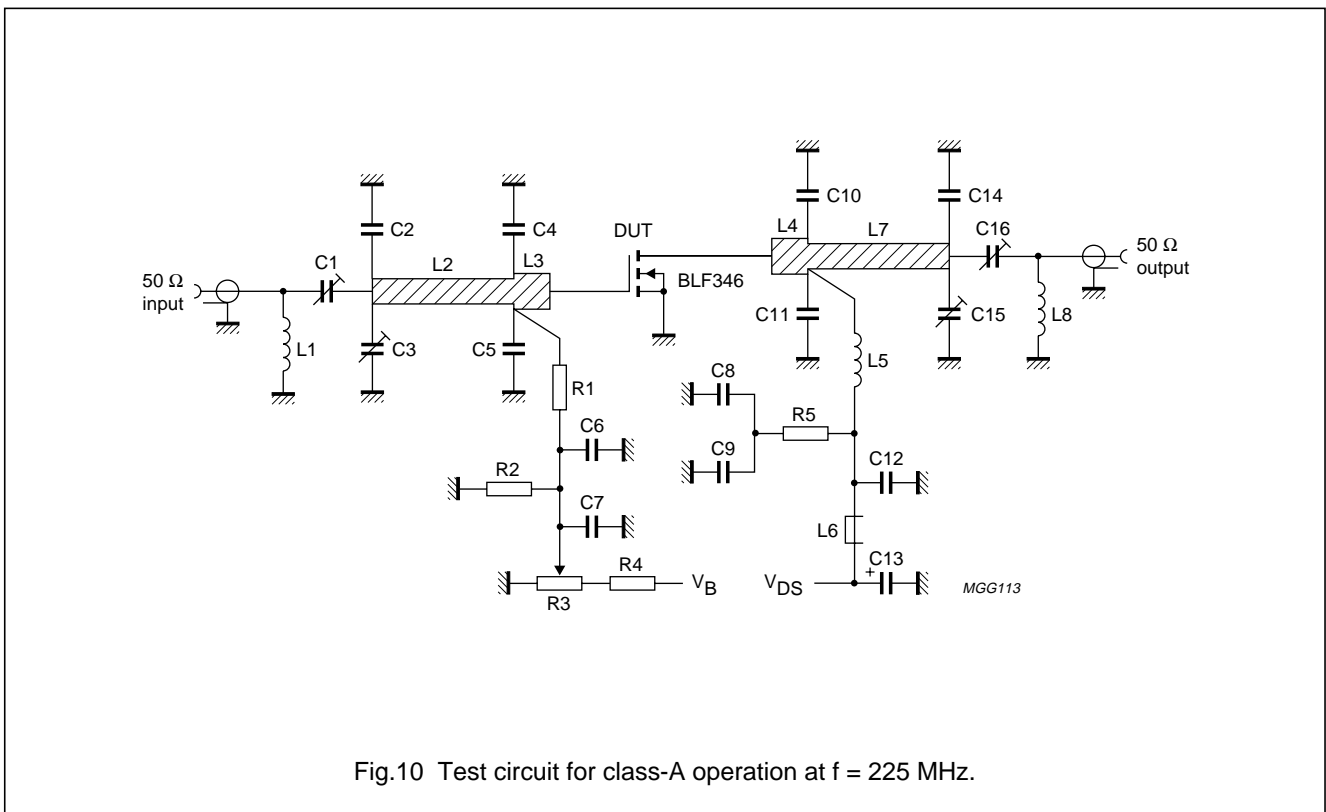 C10
C14
L4
L7
C2
C4
DUT
C16
50 Ω
output
L3
L2
C1
50 Ω
input
BLF346
C11
C15
L8
L1
C3
C5
L5
C8
R1
R5
C6
C9
C12
R2
C7
L6
C13
R4
+
V_B
V_DS
MGG113
R3
Fig.10 Test circuit for class-A operation at f = 225 MHz.